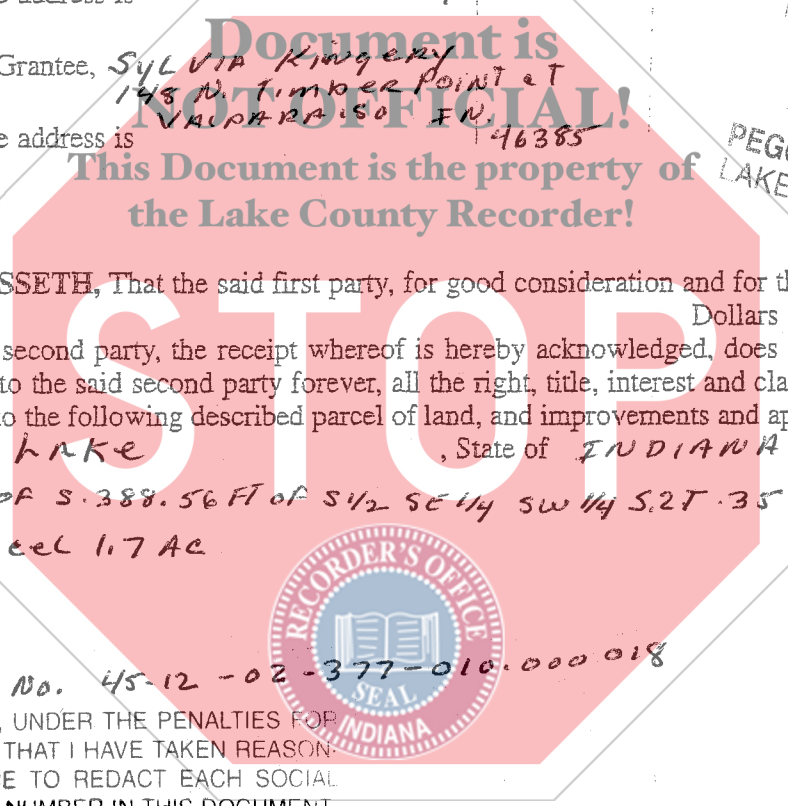 address is
Document is
Grantee, SyLVIA Kingery
148 N. Timber Point ct
NOT OFFICIAL!
VALPARAISO IN.
e address is 46385
PEG
LAKE
This Document is the property of
the Lake County Recorder!
SSETH, That the said first party, for good consideration and for th
Dollars
second party, the receipt whereof is hereby acknowledged, does
to the said second party forever, all the right, title, interest and cla
o the following described parcel of land, and improvements and ap
LAKe , State of INDIANA
STOP
OF S.388.56 FT OF S1/2 SE1/4 SW 1/4 S.2T.35
cel 1.7 AC
RECORDER'S OFFICE
SEAL
INDIANA
No. 45-12-02-377-010.000 018
, UNDER THE PENALTIES FOR
THAT I HAVE TAKEN REASON-
E TO REDACT EACH SOCIAL
NUMBER IN THIS DOCUMENT